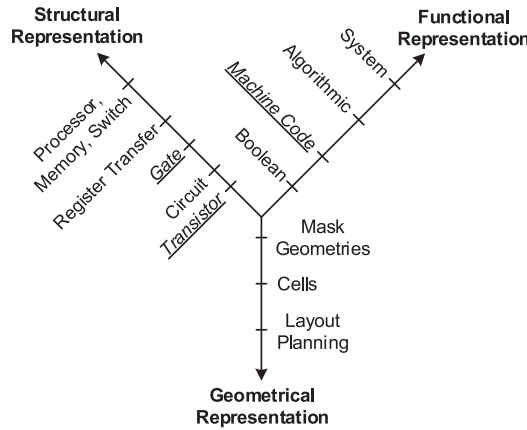 Structural
Representation
Functional
Representation
System
Algorithmic
Machine Code
Boolean
Processor,
Memory, Switch
Register Transfer
Gate
Circuit
Transistor
Mask
Geometries
Cells
Layout
Planning
Geometrical
Representation